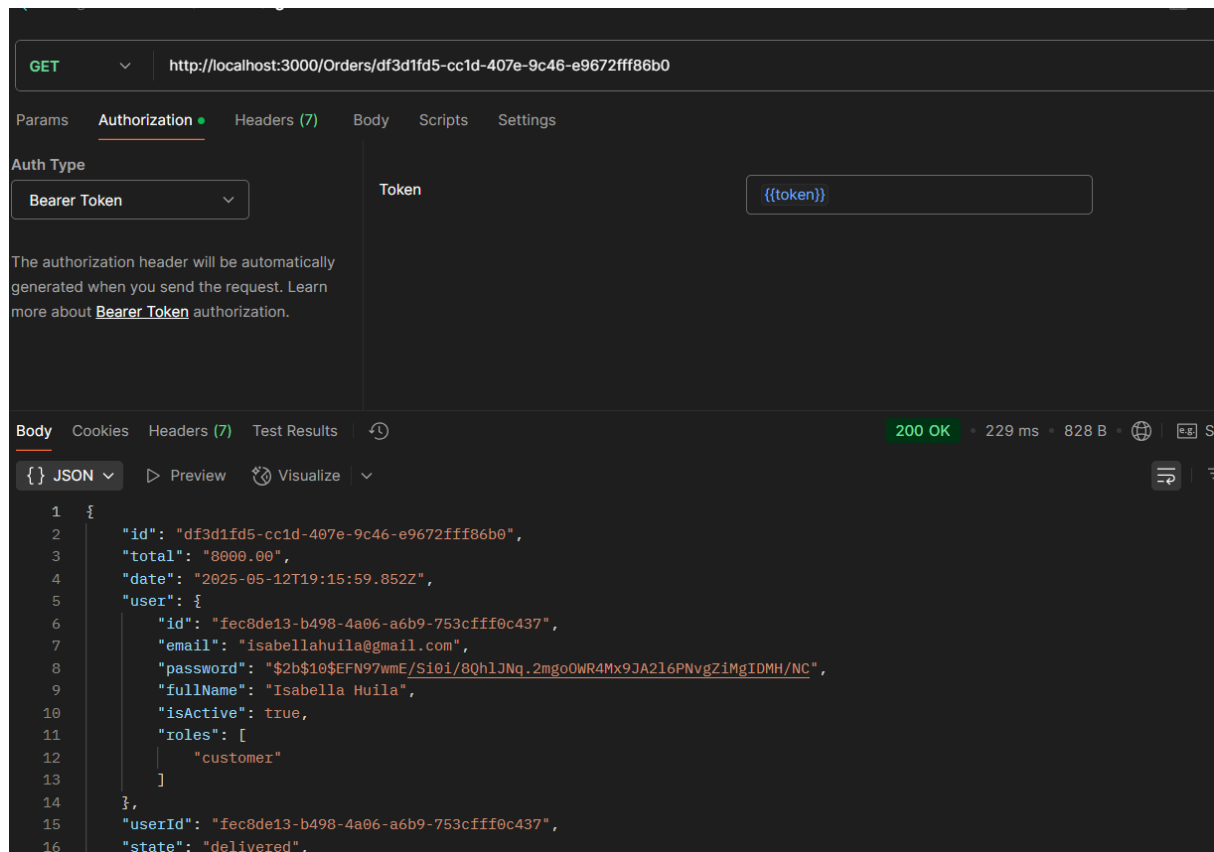 GET
http://localhost:3000/Orders/df3d1fd5-cc1d-407e-9c46-e9672fff86b0
Params Authorization Headers (7) Body Scripts Settings
Auth Type
Bearer Token
Token
{{token}}
The authorization header will be automatically
generated when you send the request. Learn
more about Bearer Token authorization.
Body Cookies Headers (7) Test Results
200 OK • 229 ms • 828 B • e.g. S
{} JSON Preview Visualize
1 {
2 "id": "df3d1fd5-cc1d-407e-9c46-e9672fff86b0",
3 "total": "8000.00",
4 "date": "2025-05-12T19:15:59.852Z",
5 "user": {
6 "id": "fec8de13-b498-4a06-a6b9-753cfff0c437",
7 "email": "isabellahuila@gmail.com",
8 "password": "$2b$10$EFN97wmE/Si0i/8QhlJNq.2mgoOWR4Mx9JA2l6PNvgZiMgIDMH/NC",
9 "fullName": "Isabella Huila",
10 "isActive": true,
11 "roles": [
12 "customer"
13 ]
14 },
15 "userId": "fec8de13-b498-4a06-a6b9-753cfff0c437",
16 "state": "delivered",